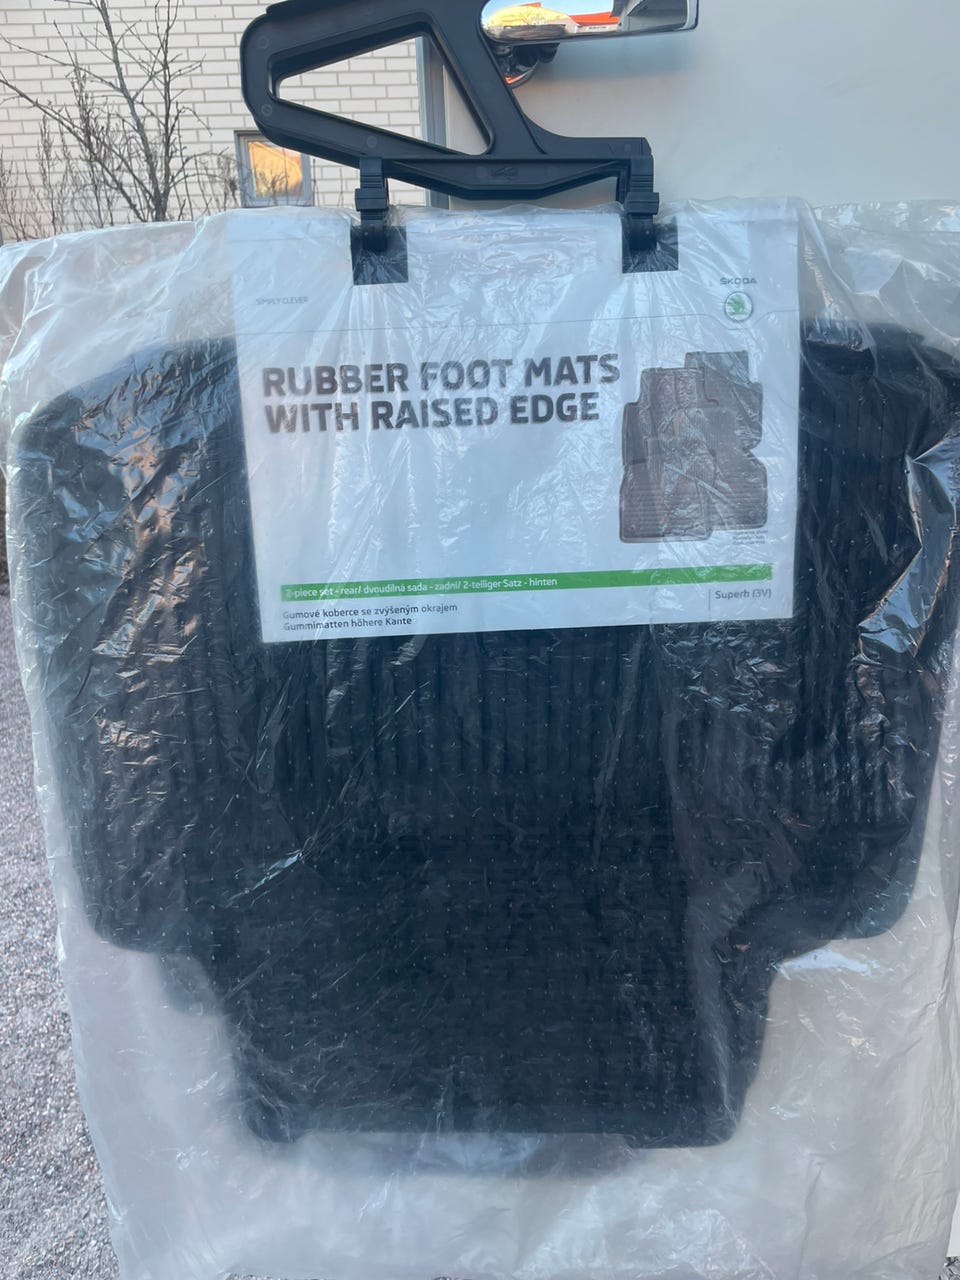 SIMPLY CLEVER
ŠKODA
RUBBER FOOT MATS
WITH RAISED EDGE
2-piece set - rear/ dvoudílná sada - zadní/ 2-teiliger Satz - hinten
Gumové koberce se zvýšeným okrajem
Gummimatten höhere Kante
Superb (3V)